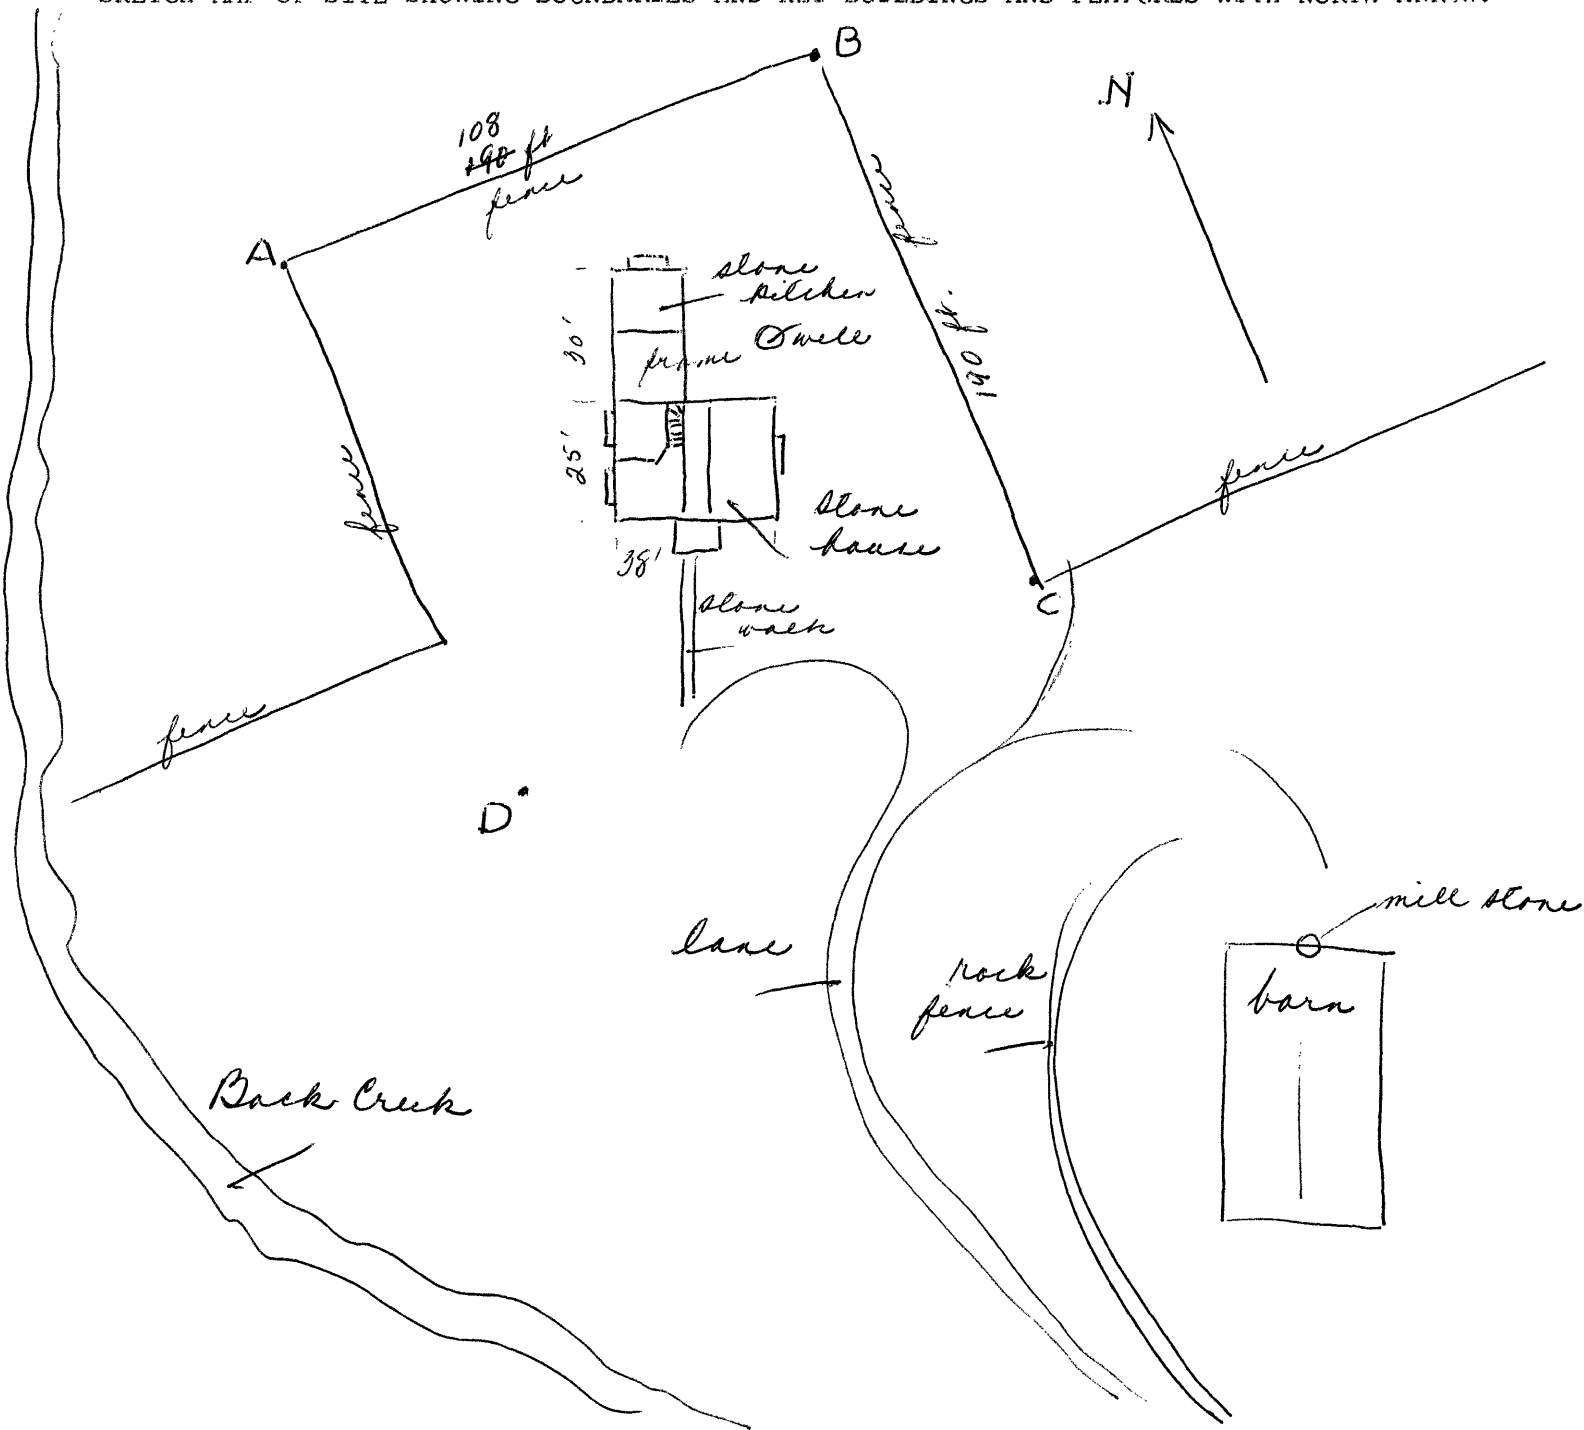 SKETCH MAP OF SITE SHOWING BOUNDARIES AND KEY BUILDINGS AND FEATURES WITH NORTH ARROW.
B
N
108
190 ft
fence
A
fence
190 ft.
stone
kitchen
well
frame
30'
25'
fence
stone
house
38'
fence
C
stone
walk
fence
D
mill stone
lane
rock
fence
barn
Back Creek